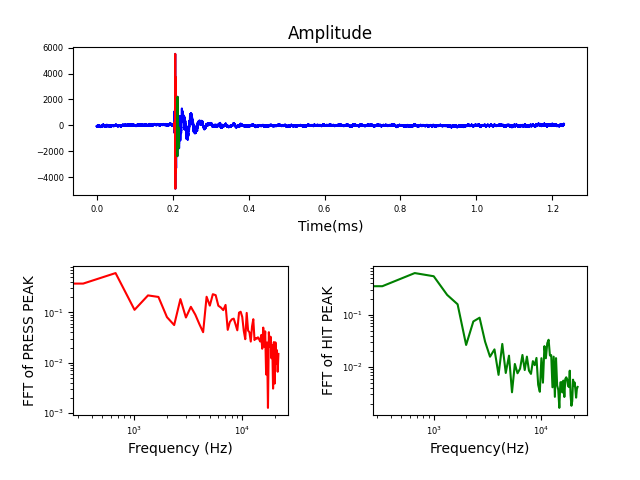 Amplitude
6000
4000
2000
0
−2000
−4000
0.0 0.2 0.4 0.6 0.8 1.0 1.2
Time(ms)
FFT of PRESS PEAK
10⁻¹
10⁻²
10⁻³
10³ 10⁴
Frequency (Hz)
FFT of HIT PEAK
10⁻¹
10⁻²
10³ 10⁴
Frequency(Hz)